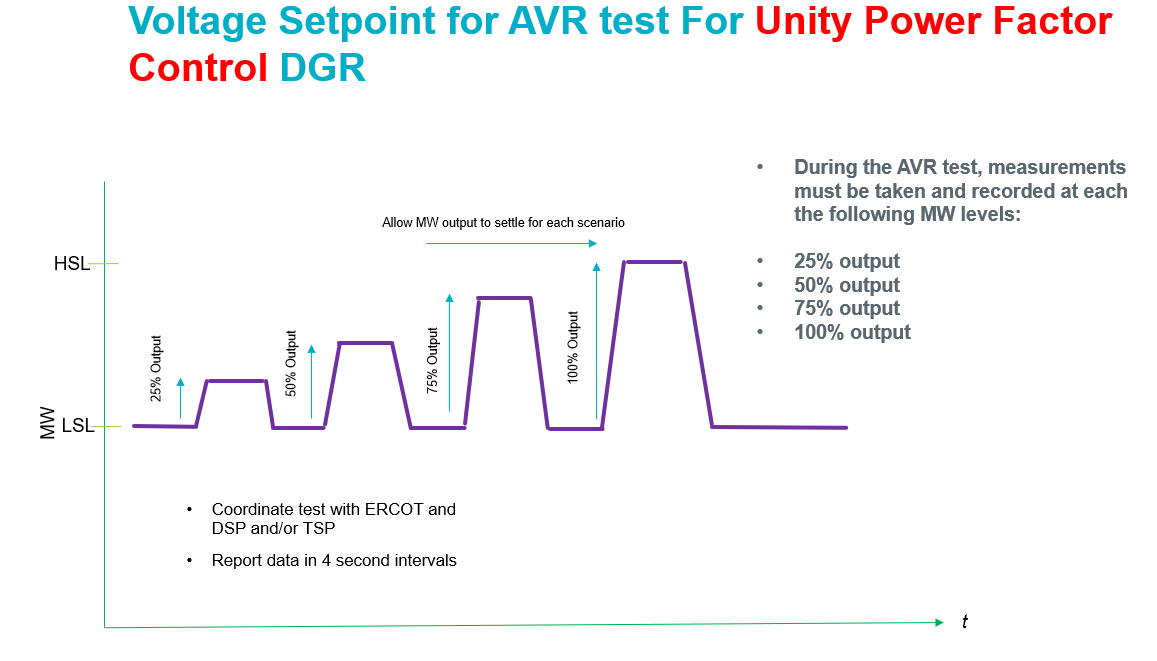 Voltage Setpoint for AVR test For Unity Power Factor
Control DGR
• During the AVR test, measurements
must be taken and recorded at each
the following MW levels:
• 25% output
• 50% output
• 75% output
• 100% output
Allow MW output to settle for each scenario
HSL
25% Output
50% Output
75% Output
100% Output
MW
LSL
• Coordinate test with ERCOT and
DSP and/or TSP
• Report data in 4 second intervals
t